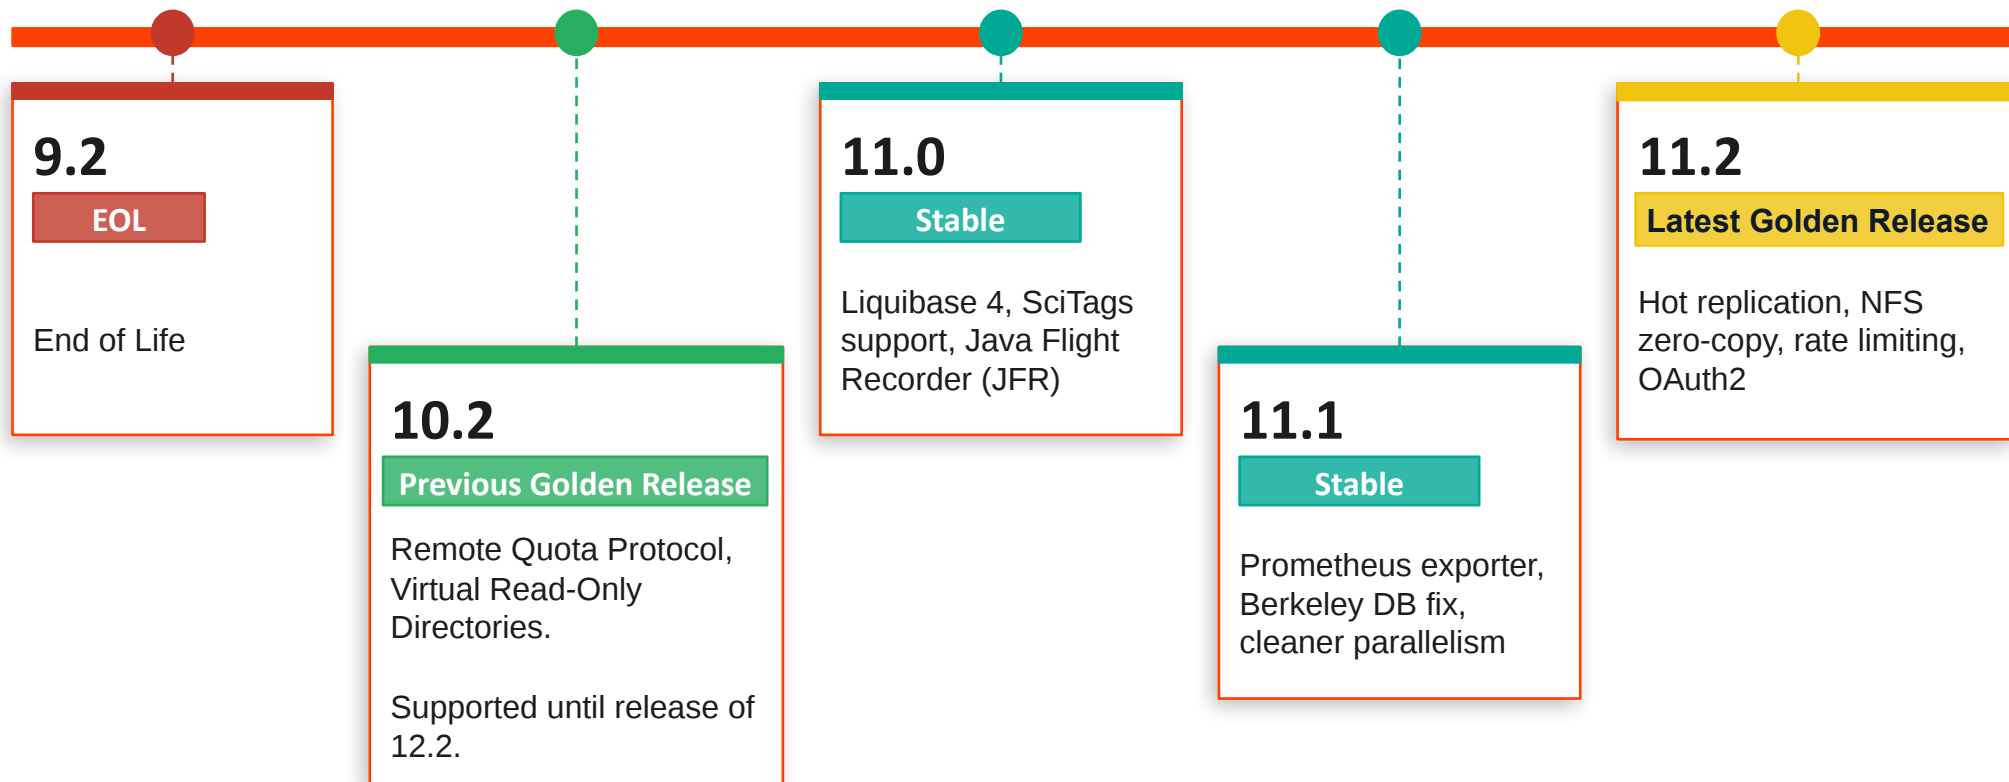 9.2
EOL
End of Life
10.2
Previous Golden Release
Remote Quota Protocol,
Virtual Read-Only
Directories.
Supported until release of
12.2.
11.0
Stable
Liquibase 4, SciTags
support, Java Flight
Recorder (JFR)
11.1
Stable
Prometheus exporter,
Berkeley DB fix,
cleaner parallelism
11.2
Latest Golden Release
Hot replication, NFS
zero-copy, rate limiting,
OAuth2